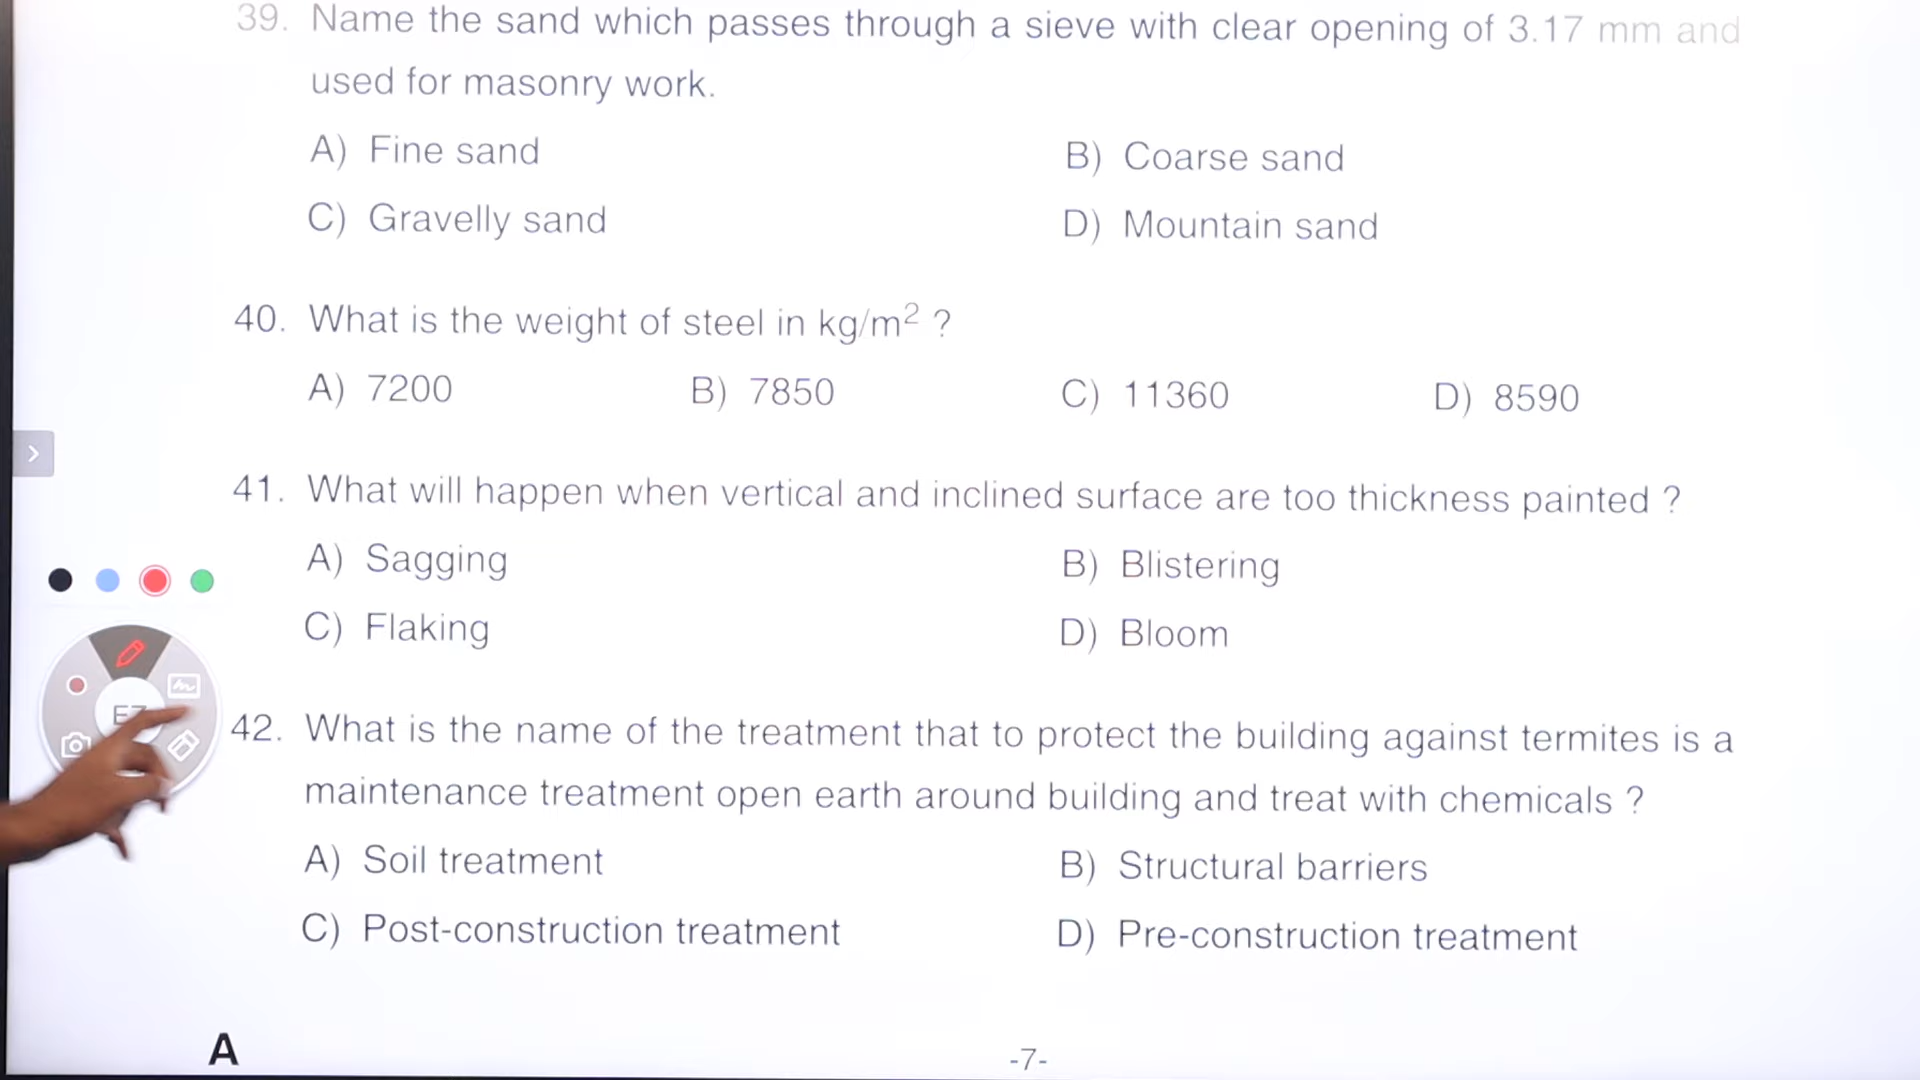 39. Name the sand which passes through a sieve with clear opening of 3.17 mm and
used for masonry work.
A) Fine sand B) Coarse sand
C) Gravelly sand D) Mountain sand
40. What is the weight of steel in kg/m² ?
A) 7200 B) 7850 C) 11360 D) 8590
41. What will happen when vertical and inclined surface are too thickness painted ?
A) Sagging B) Blistering
C) Flaking D) Bloom
42. What is the name of the treatment that to protect the building against termites is a
maintenance treatment open earth around building and treat with chemicals ?
A) Soil treatment B) Structural barriers
C) Post-construction treatment D) Pre-construction treatment
A -7-